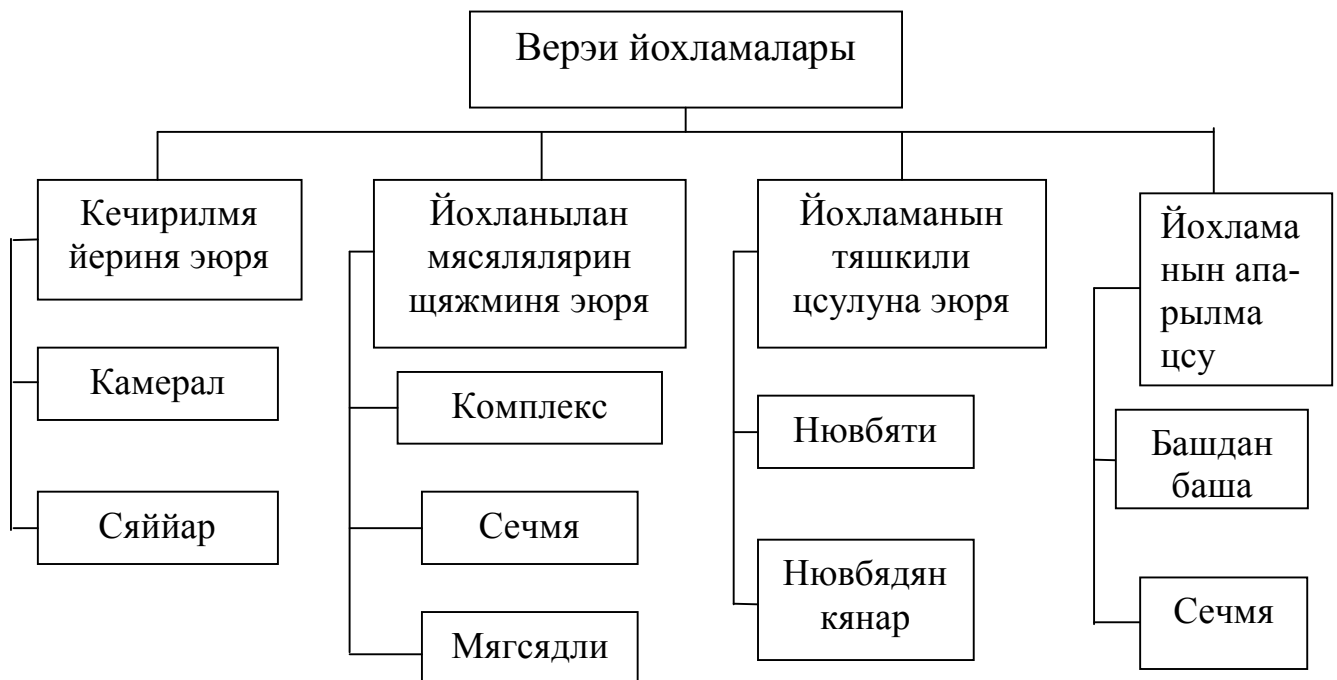 Верэи йохламалары
Кечирилмя
йериня эюря
Камерал
Сяййар
Йохланылан
мясялялярин
щяжминя эюря
Комплекс
Сечмя
Мягсядли
Йохламанын
тяшкили
цсулуна эюря
Нювбяти
Нювбядян
кянар
Йохлама
нын апа-
рылма
цсу
Башдан
баша
Сечмя